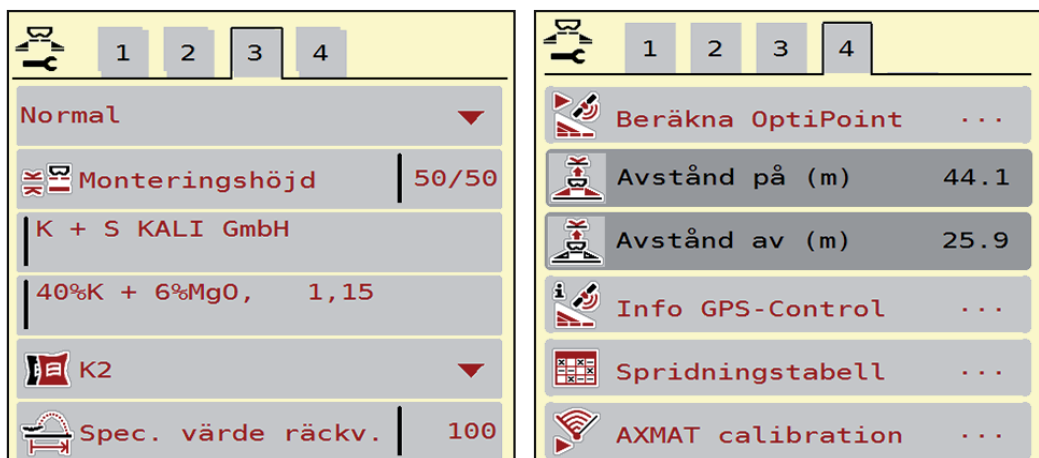 1 2 3 4
Normal
Monteringshöjd 50/50
K + S KALI GmbH
40%K + 6%MgO, 1,15
K2
Spec. värde räckv. 100
1 2 3 4
Beräkna OptiPoint ...
Avstånd på (m) 44.1
Avstånd av (m) 25.9
Info GPS-Control ...
Spridningstabell ...
AXMAT calibration ...